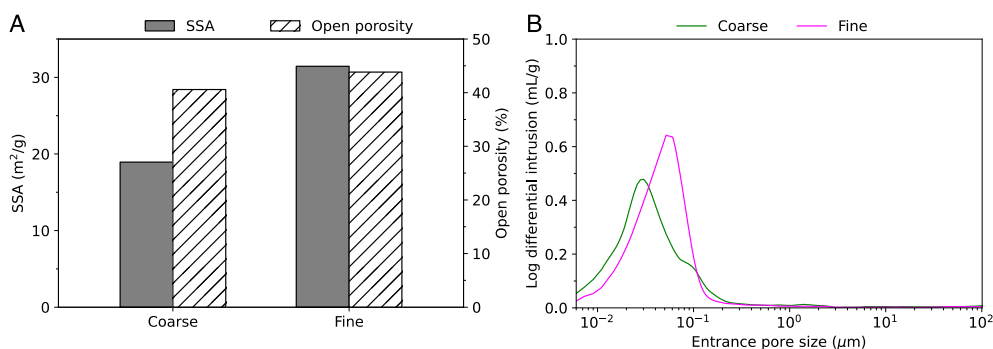 A
SSA
Open porosity
SSA (m²/g)
0
10
20
30
Coarse
Fine
0
10
20
30
40
50
Open porosity (%)
B
Coarse
Fine
Log differential intrusion (mL/g)
0.0
0.2
0.4
0.6
0.8
1.0
10⁻²
10⁻¹
10⁰
10¹
10²
Entrance pore size (μm)